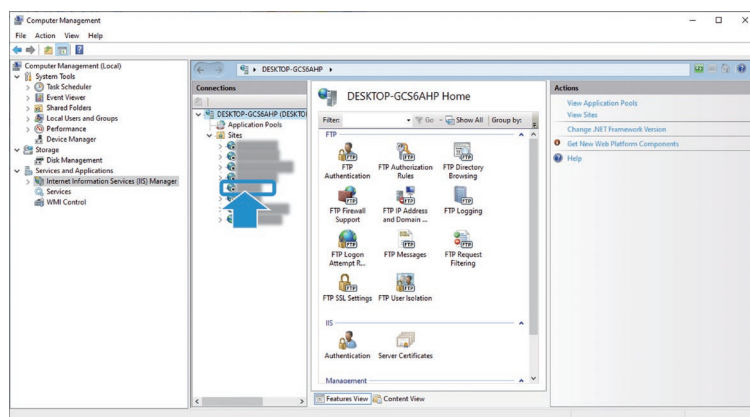 Computer Management
File Action View Help
DESKTOP-GCS6AHP
Computer Management (Local)
System Tools
Task Scheduler
Event Viewer
Shared Folders
Local Users and Groups
Performance
Device Manager
Storage
Disk Management
Services and Applications
Internet Information Services (IIS) Manager
Services
WMI Control
Connections
DESKTOP-GCS6AHP (DESKTO
Application Pools
Sites
DESKTOP-GCS6AHP Home
Filter: Go Show All Group by:
FTP
FTP Authentication
FTP Authorization Rules
FTP Directory Browsing
FTP Firewall Support
FTP IP Address and Domain ...
FTP Logging
FTP Logon Attempt R...
FTP Messages
FTP Request Filtering
FTP SSL Settings
FTP User Isolation
IIS
Authentication
Server Certificates
Management
Features View Content View
Actions
View Application Pools
View Sites
Change .NET Framework Version
Get New Web Platform Components
Help